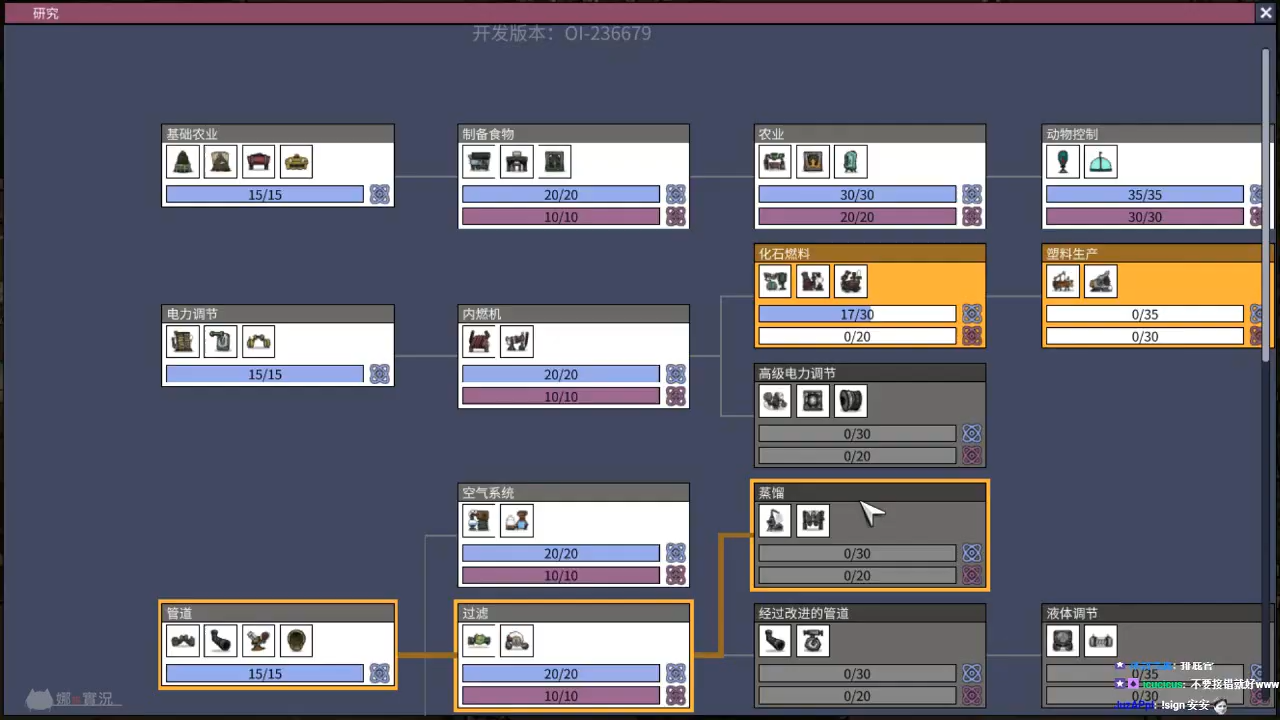 研究
开发版本: OI-236679
基础农业
制备食物
农业
动物控制
15/15
20/20
30/30
35/35
10/10
20/20
30/30
化石燃料
塑料生产
17/30
0/35
0/20
0/30
电力调节
内燃机
15/15
20/20
10/10
高级电力调节
0/30
0/20
空气系统
蒸馏
20/20
0/30
10/10
0/20
管道
过滤
经过改进的管道
液体调节
15/15
20/20
0/30
0/35
10/10
0/20
0/30
icucicus: 不要接错就好www
!sign 安安
實況